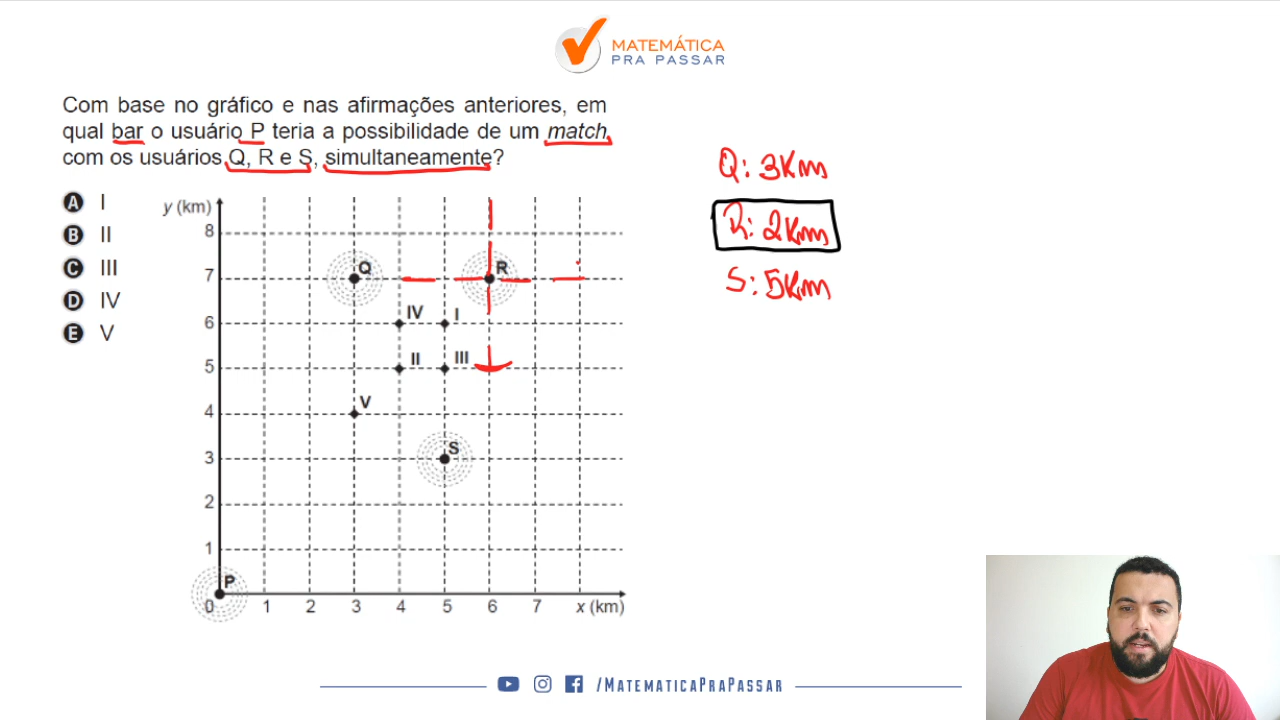 MATEMÁTICA
PRA PASSAR
Com base no gráfico e nas afirmações anteriores, em
qual bar o usuário P teria a possibilidade de um match
com os usuários Q, R e S, simultaneamente?
A I
B II
C III
D IV
E V
y (km)
8
7
6
5
4
3
2
1
0
1 2 3 4 5 6 7 x (km)
Q
R
IV
I
II
III
V
S
P
Q: 3Km
R: 2Km
S: 5Km
/MATEMATICAPRAPASSAR